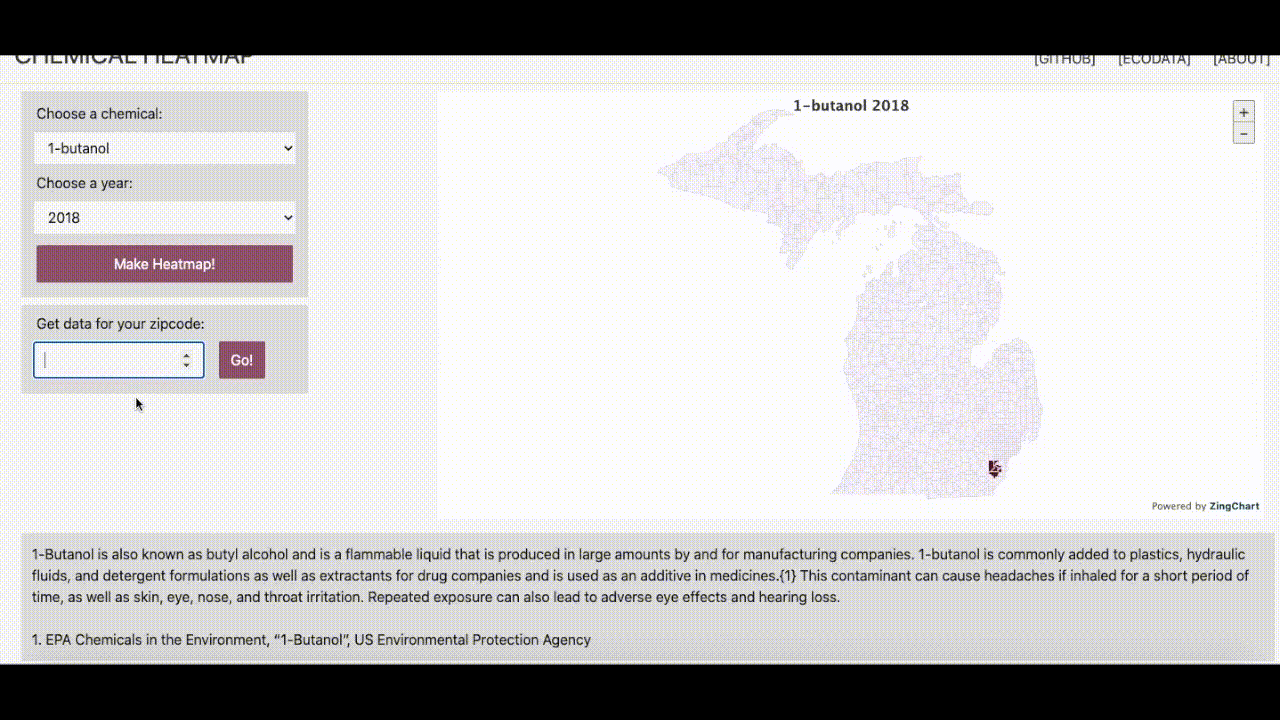 CHEMICAL HEATMAP
[GITHUB] [ECODATA] [ABOUT]
Choose a chemical:
1-butanol
Choose a year:
2018
Make Heatmap!
Get data for your zipcode:
Go!
1-butanol 2018
+
−
Powered by ZingChart
1-Butanol is also known as butyl alcohol and is a flammable liquid that is produced in large amounts by and for manufacturing companies. 1-butanol is commonly added to plastics, hydraulic
fluids, and detergent formulations as well as extractants for drug companies and is used as an additive in medicines.{1} This contaminant can cause headaches if inhaled for a short period of
time, as well as skin, eye, nose, and throat irritation. Repeated exposure can also lead to adverse eye effects and hearing loss.
1. EPA Chemicals in the Environment, “1-Butanol”, US Environmental Protection Agency